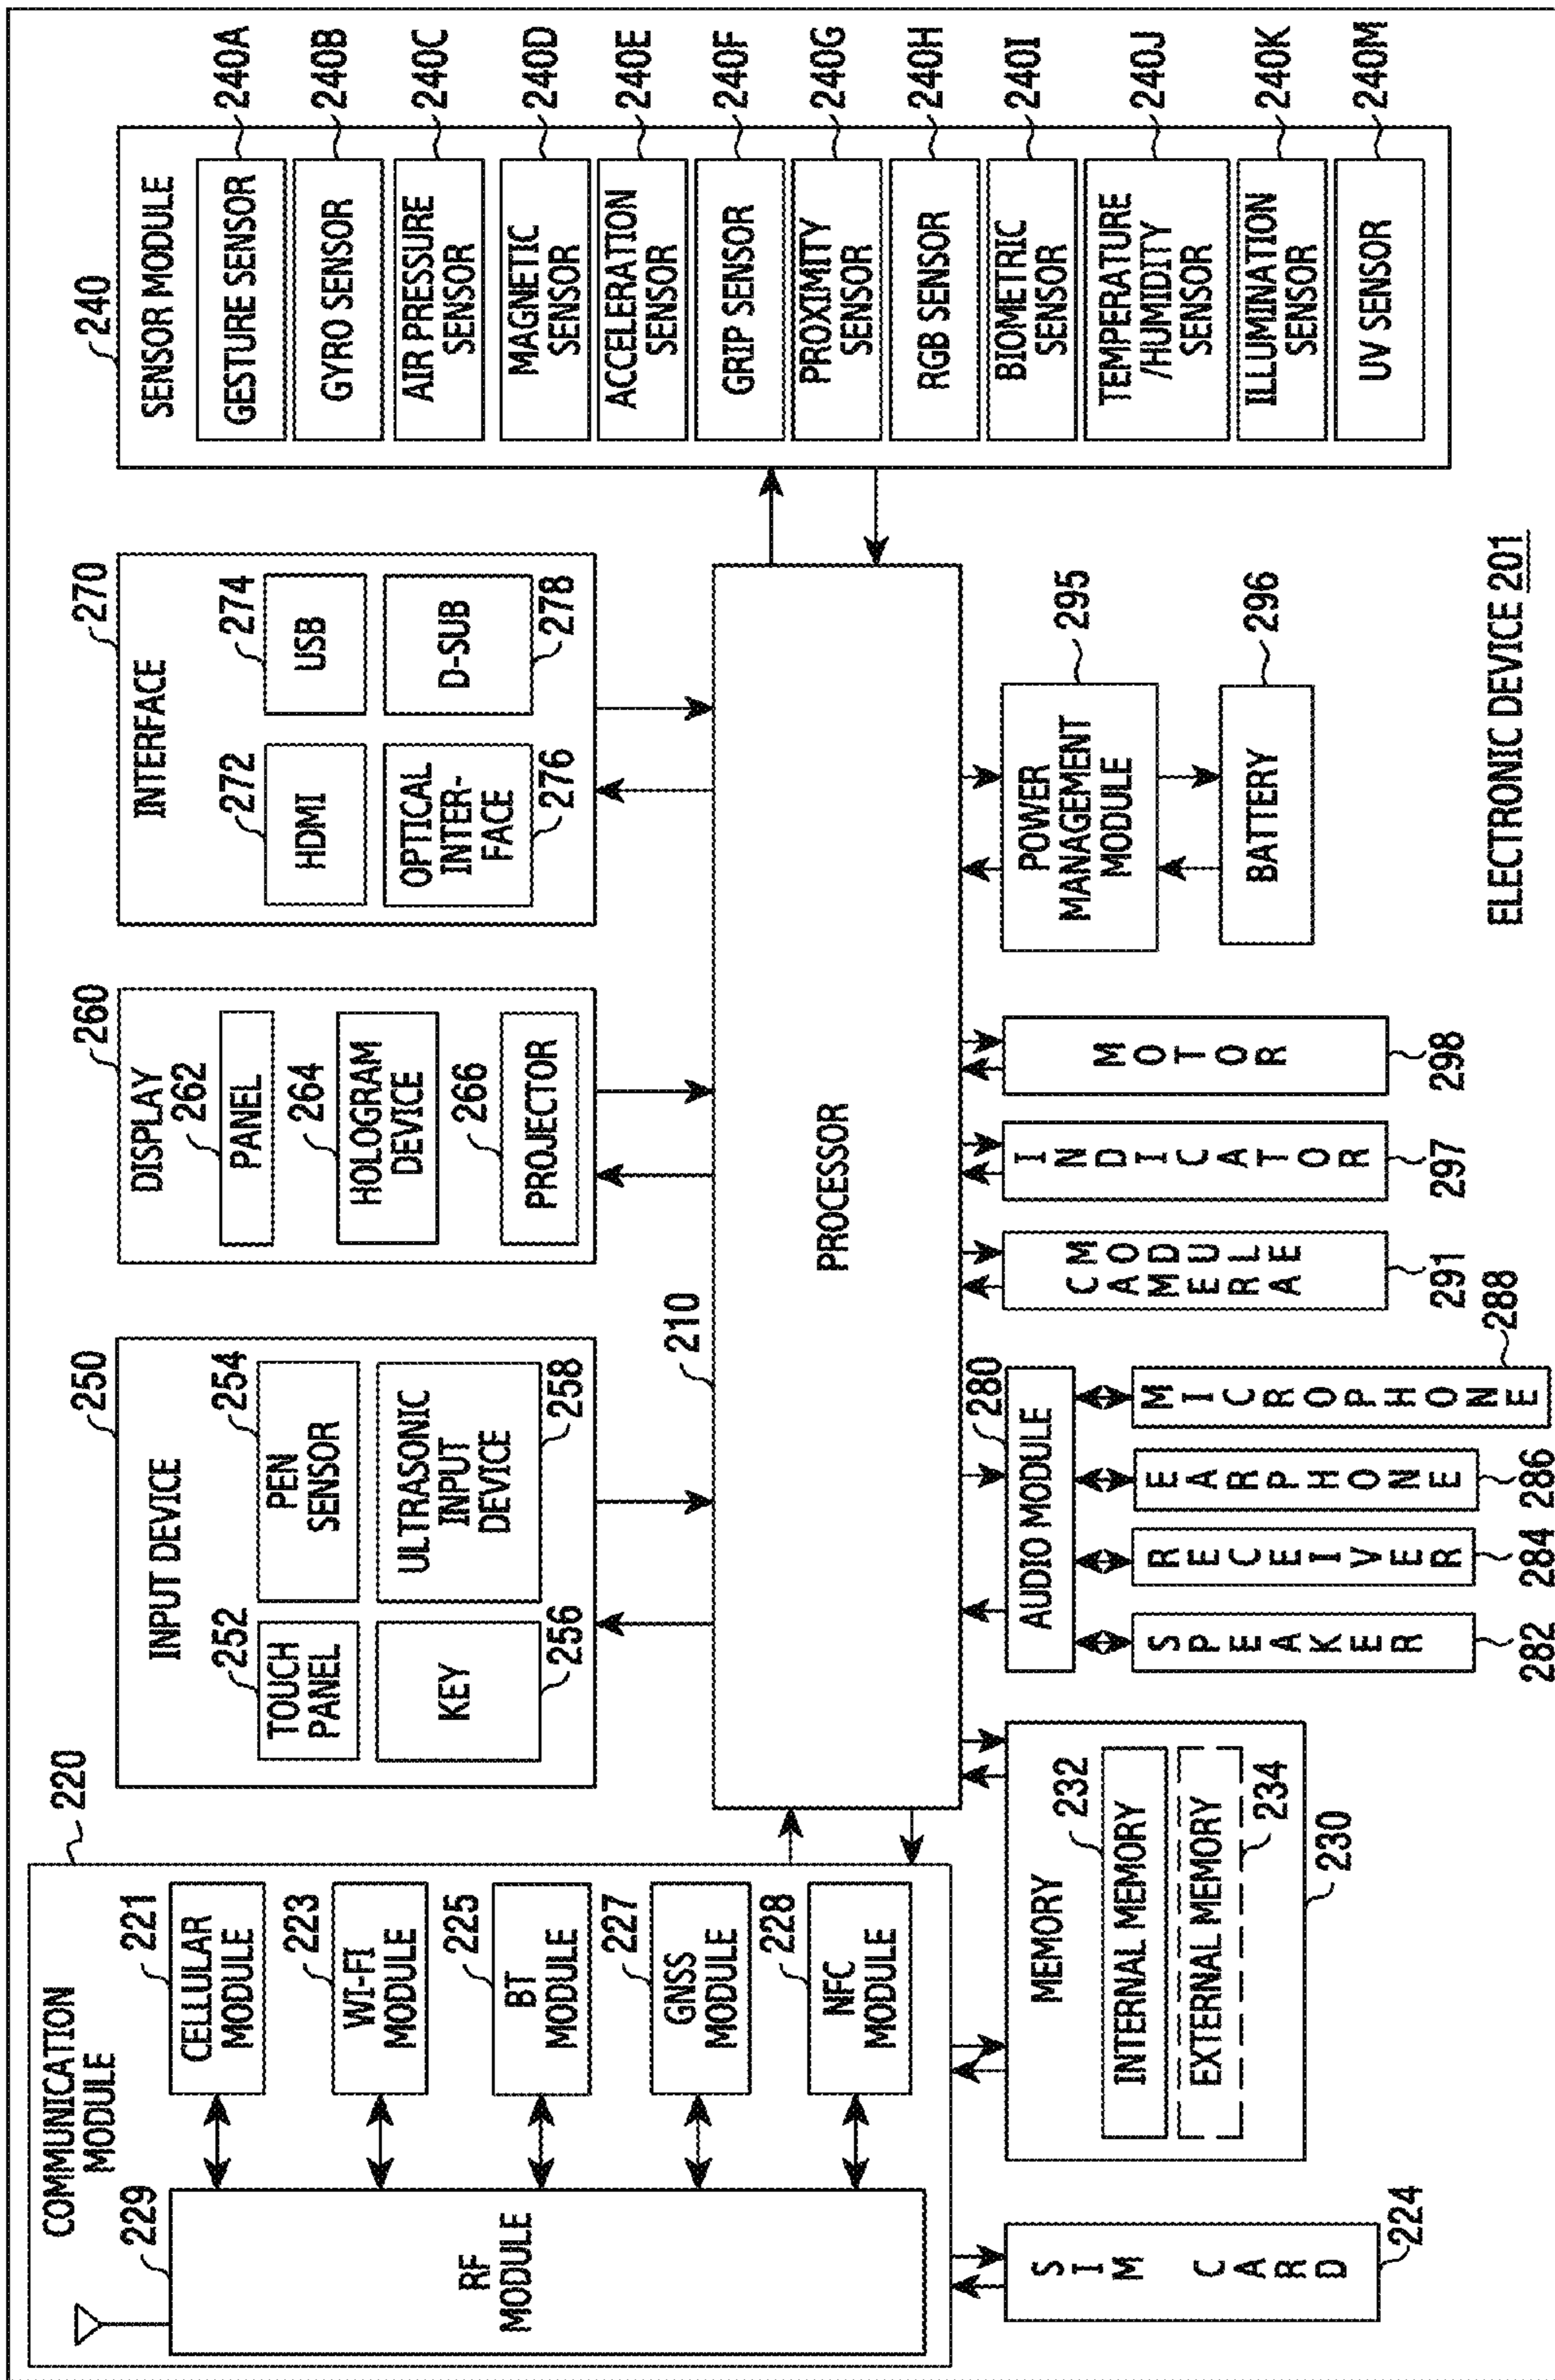 COMMUNICATION
MODULE
220
229
RF
MODULE
221
CELLULAR
MODULE
223
WI-FI
MODULE
225
BT
MODULE
227
GNSS
MODULE
228
NFC
MODULE
250
INPUT DEVICE
252
TOUCH
PANEL
254
PEN
SENSOR
KEY
256
ULTRASONIC
INPUT
DEVICE
258
260
DISPLAY
262
PANEL
264
HOLOGRAM
DEVICE
266
PROJECTOR
270
INTERFACE
272
HDMI
274
USB
OPTICAL
INTER-
FACE
276
D-SUB
278
240
SENSOR MODULE
GESTURE SENSOR
240A
GYRO SENSOR
240B
AIR PRESSURE
SENSOR
240C
MAGNETIC
SENSOR
240D
ACCELERATION
SENSOR
240E
GRIP SENSOR
240F
PROXIMITY
SENSOR
240G
RGB SENSOR
240H
BIOMETRIC
SENSOR
240I
TEMPERATURE
/HUMIDITY
SENSOR
240J
ILLUMINATION
SENSOR
240K
UV SENSOR
240M
210
PROCESSOR
SIM CARD
224
MEMORY
232
INTERNAL MEMORY
EXTERNAL MEMORY
234
230
AUDIO MODULE
280
SPEAKER
282
RECEIVER
284
EARPHONE
286
MICROPHONE
288
CAMERA
MODULE
291
INDICATOR
297
MOTOR
298
POWER
MANAGEMENT
MODULE
295
BATTERY
296
ELECTRONIC DEVICE 201